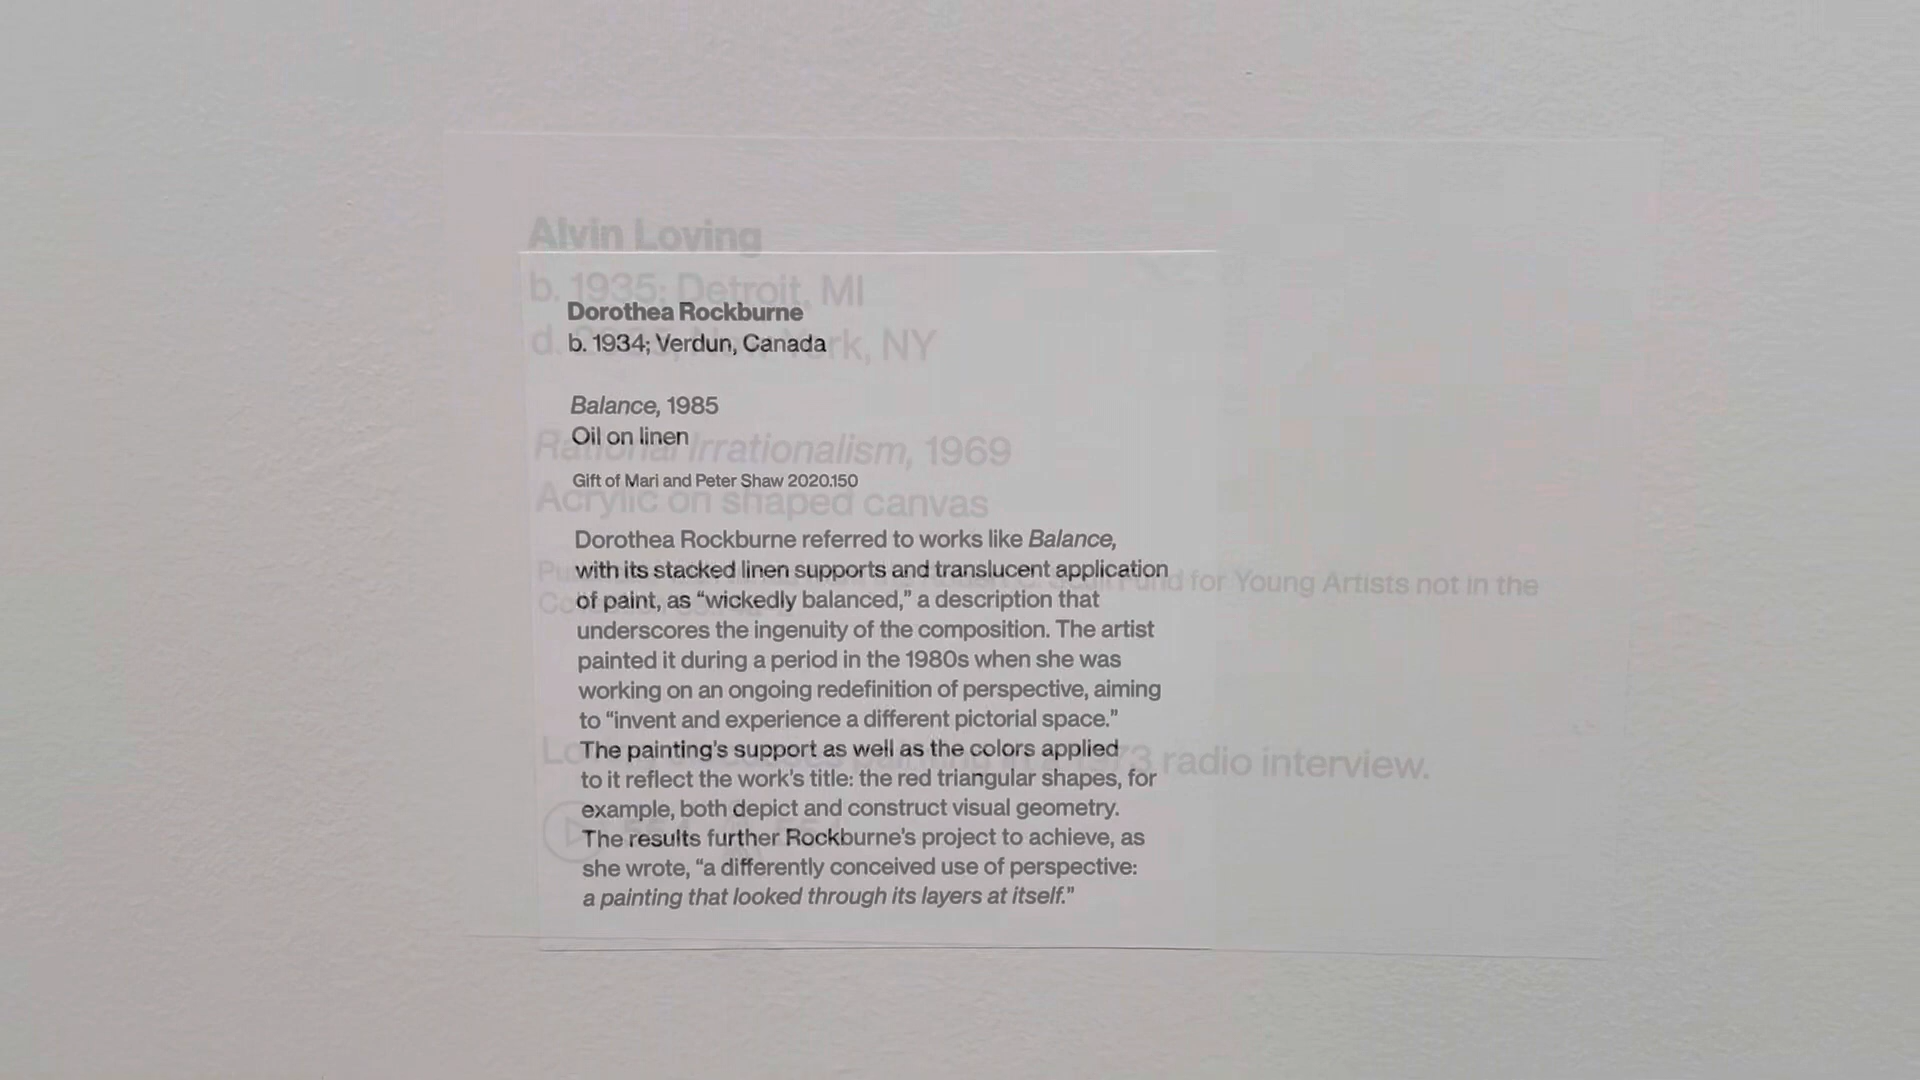 Alvin Loving
b. 1935; Detroit, MI
d. New York, NY
Rational Irrationalism, 1969
Acrylic on shaped canvas
Fund for Young Artists not in the
radio interview.
Dorothea Rockburne
b. 1934; Verdun, Canada
Balance, 1985
Oil on linen
Gift of Mari and Peter Shaw 2020.150
Dorothea Rockburne referred to works like Balance,
with its stacked linen supports and translucent application
of paint, as “wickedly balanced,” a description that
underscores the ingenuity of the composition. The artist
painted it during a period in the 1980s when she was
working on an ongoing redefinition of perspective, aiming
to “invent and experience a different pictorial space.”
The painting’s support as well as the colors applied
to it reflect the work’s title: the red triangular shapes, for
example, both depict and construct visual geometry.
The results further Rockburne’s project to achieve, as
she wrote, “a differently conceived use of perspective:
a painting that looked through its layers at itself.”